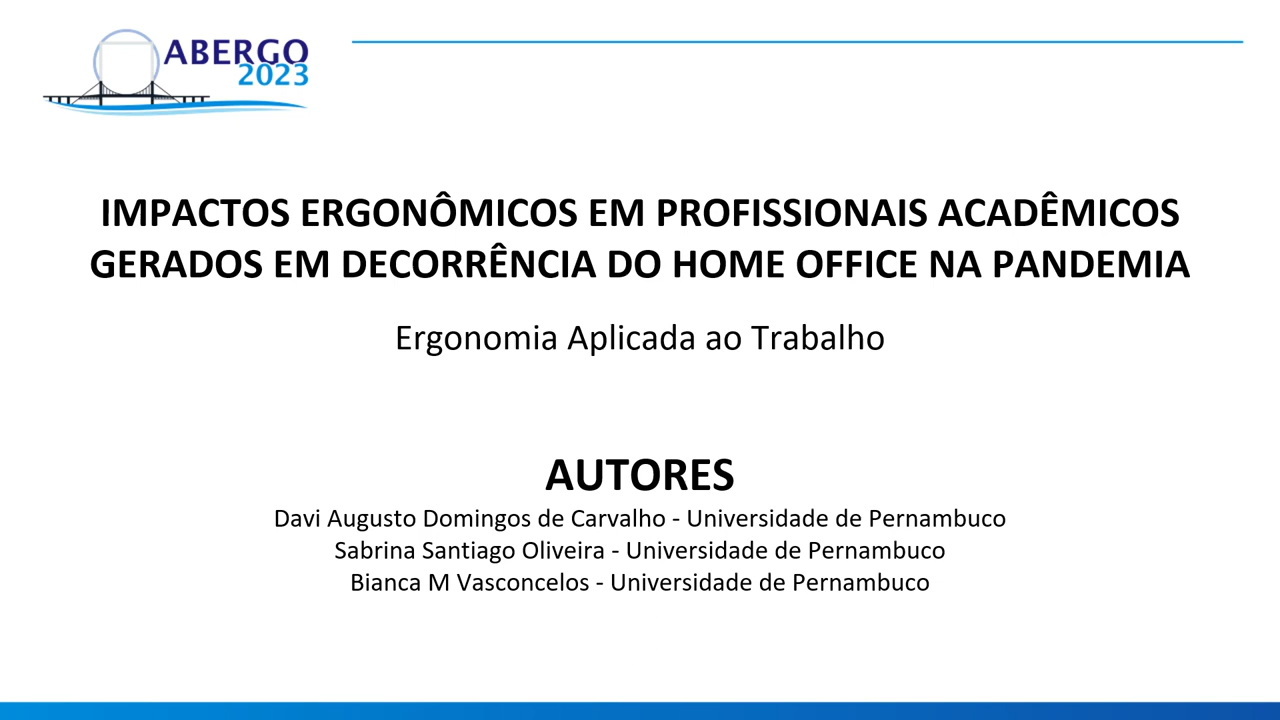 ABERGO
2023
IMPACTOS ERGONÔMICOS EM PROFISSIONAIS ACADÊMICOS
GERADOS EM DECORRÊNCIA DO HOME OFFICE NA PANDEMIA
Ergonomia Aplicada ao Trabalho
AUTORES
Davi Augusto Domingos de Carvalho - Universidade de Pernambuco
Sabrina Santiago Oliveira - Universidade de Pernambuco
Bianca M Vasconcelos - Universidade de Pernambuco